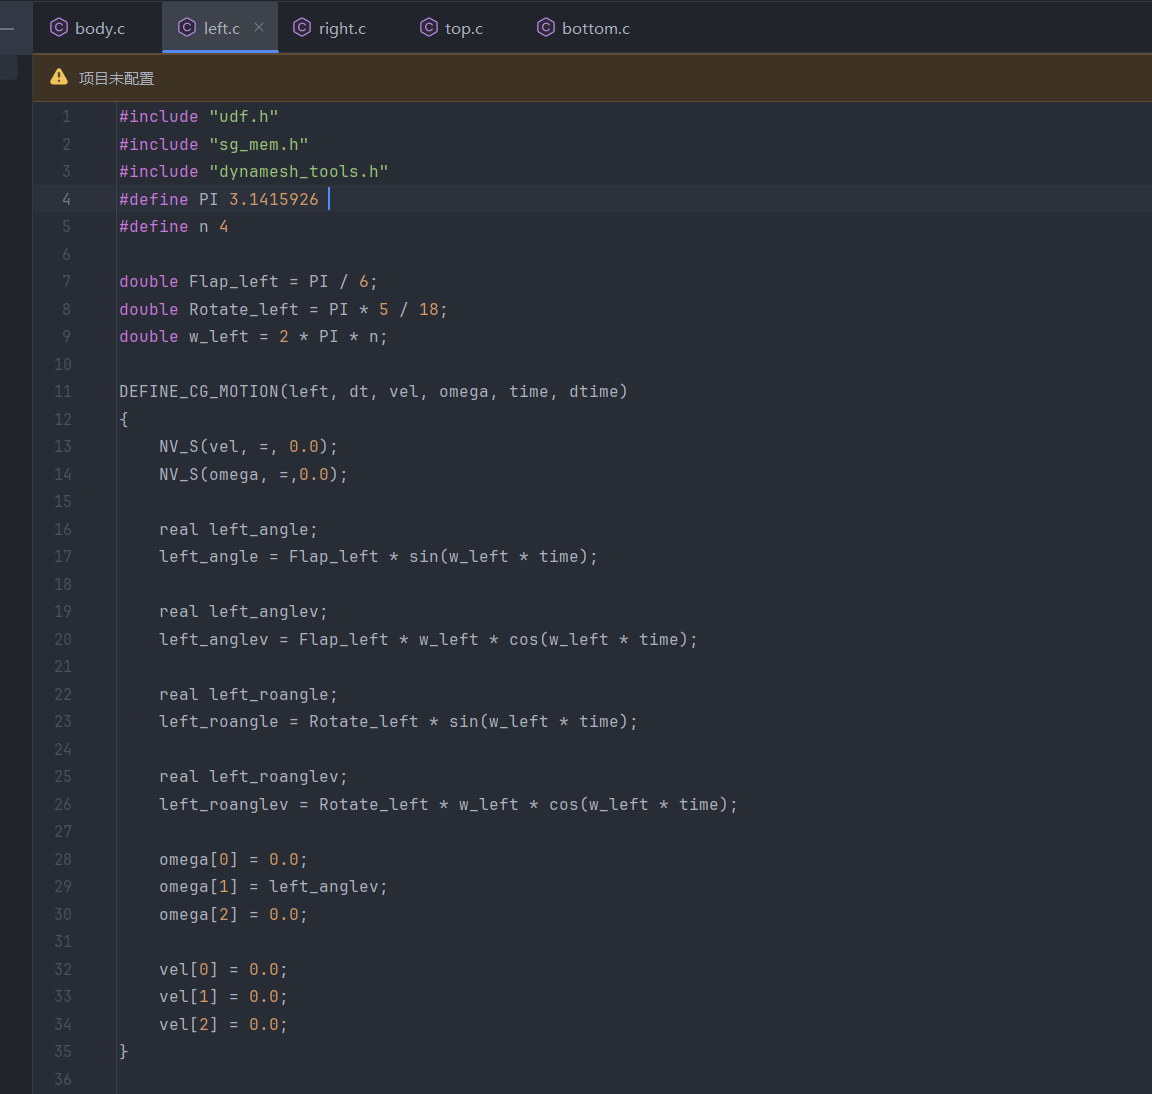 body.c left.c × right.c top.c bottom.c
项目未配置
1 #include "udf.h"
2 #include "sg_mem.h"
3 #include "dynamesh_tools.h"
4 #define PI 3.1415926
5 #define n 4
6
7 double Flap_left = PI / 6;
8 double Rotate_left = PI * 5 / 18;
9 double w_left = 2 * PI * n;
10
11 DEFINE_CG_MOTION(left, dt, vel, omega, time, dtime)
12 {
13     NV_S(vel, =, 0.0);
14     NV_S(omega, =,0.0);
15
16     real left_angle;
17     left_angle = Flap_left * sin(w_left * time);
18
19     real left_anglev;
20     left_anglev = Flap_left * w_left * cos(w_left * time);
21
22     real left_roangle;
23     left_roangle = Rotate_left * sin(w_left * time);
24
25     real left_roanglev;
26     left_roanglev = Rotate_left * w_left * cos(w_left * time);
27
28     omega[0] = 0.0;
29     omega[1] = left_anglev;
30     omega[2] = 0.0;
31
32     vel[0] = 0.0;
33     vel[1] = 0.0;
34     vel[2] = 0.0;
35 }
36